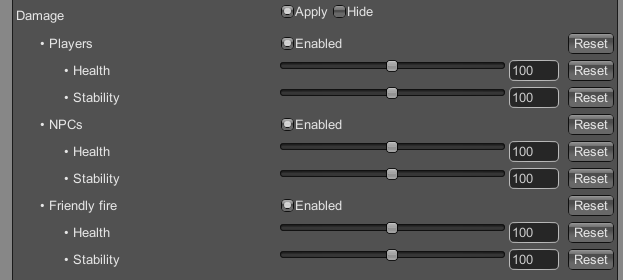 Damage Apply Hide
• Players Enabled Reset
• Health 100 Reset
• Stability 100 Reset
• NPCs Enabled Reset
• Health 100 Reset
• Stability 100 Reset
• Friendly fire Enabled Reset
• Health 100 Reset
• Stability 100 Reset